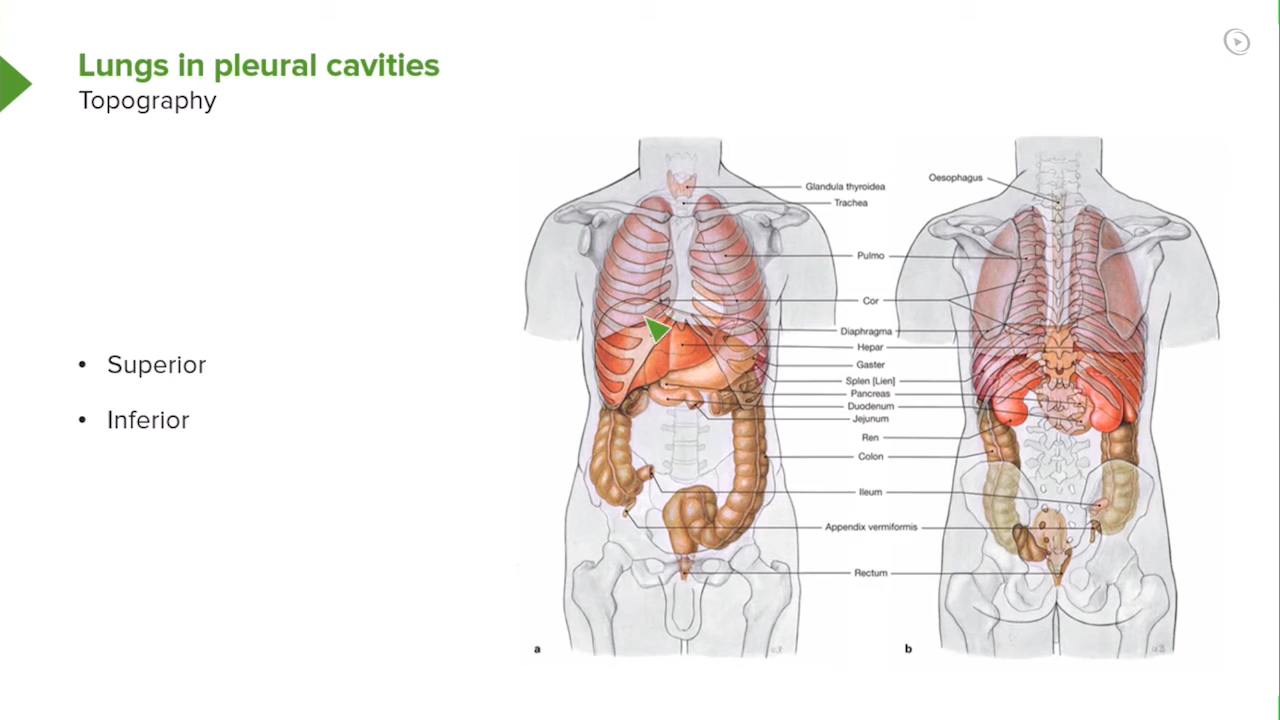 Lungs in pleural cavities
Topography
• Superior
• Inferior
Glandula thyroidea
Trachea
Oesophagus
Pulmo
Cor
Diaphragma
Hepar
Gaster
Splen [Lien]
Pancreas
Duodenum
Jejunum
Ren
Colon
Ileum
Appendix vermiformis
Rectum
a
b